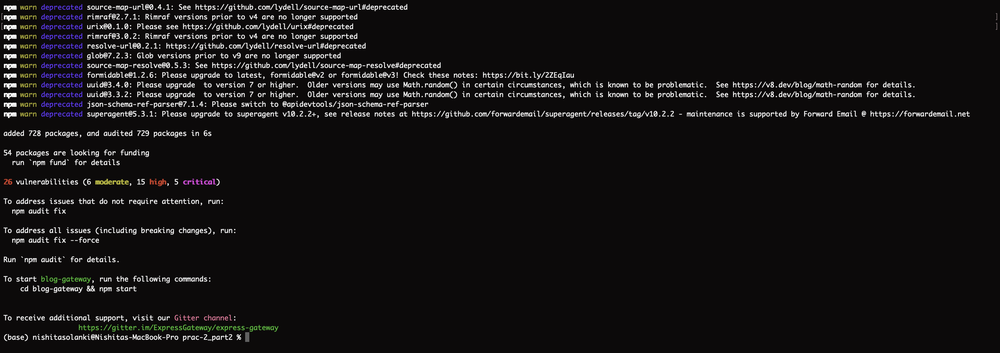 npm warn deprecated source-map-url@0.4.1: See https://github.com/lydell/source-map-url#deprecated
[npm warn deprecated rimraf@2.7.1: Rimraf versions prior to v4 are no longer supported ]
[npm warn deprecated urix@0.1.0: Please see https://github.com/lydell/urix#deprecated ]
npm warn deprecated rimraf@3.0.2: Rimraf versions prior to v4 are no longer supported
npm warn deprecated resolve-url@0.2.1: https://github.com/lydell/resolve-url#deprecated
npm warn deprecated glob@7.2.3: Glob versions prior to v9 are no longer supported
npm warn deprecated source-map-resolve@0.5.3: See https://github.com/lydell/source-map-resolve#deprecated
npm warn deprecated formidable@1.2.6: Please upgrade to latest, formidable@v2 or formidable@v3! Check these notes: https://bit.ly/2ZEqIau
npm warn deprecated uuid@3.4.0: Please upgrade  to version 7 or higher.  Older versions may use Math.random() in certain circumstances, which is known to be problematic.  See https://v8.dev/blog/math-random for details.
npm warn deprecated uuid@3.3.2: Please upgrade  to version 7 or higher.  Older versions may use Math.random() in certain circumstances, which is known to be problematic.  See https://v8.dev/blog/math-random for details.
npm warn deprecated json-schema-ref-parser@7.1.4: Please switch to @apidevtools/json-schema-ref-parser
npm warn deprecated superagent@5.3.1: Please upgrade to superagent v10.2.2+, see release notes at https://github.com/forwardemail/superagent/releases/tag/v10.2.2 - maintenance is supported by Forward Email @ https://forwardemail.net

added 728 packages, and audited 729 packages in 6s

54 packages are looking for funding
  run `npm fund` for details

26 vulnerabilities (6 moderate, 15 high, 5 critical)

To address issues that do not require attention, run:
  npm audit fix

To address all issues (including breaking changes), run:
  npm audit fix --force

Run `npm audit` for details.

To start blog-gateway, run the following commands:
    cd blog-gateway && npm start

To receive additional support, visit our Gitter channel:
                  https://gitter.im/ExpressGateway/express-gateway
(base) nishitasolanki@Nishitas-MacBook-Pro prac-2_part2 %